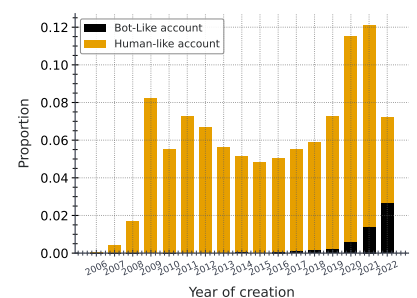 Bot-Like account
Human-like account
0.12
0.10
0.08
0.06
0.04
0.02
0.00
Proportion
2006 2007 2008 2009 2010 2011 2012 2013 2014 2015 2016 2017 2018 2019 2020 2021 2022
Year of creation